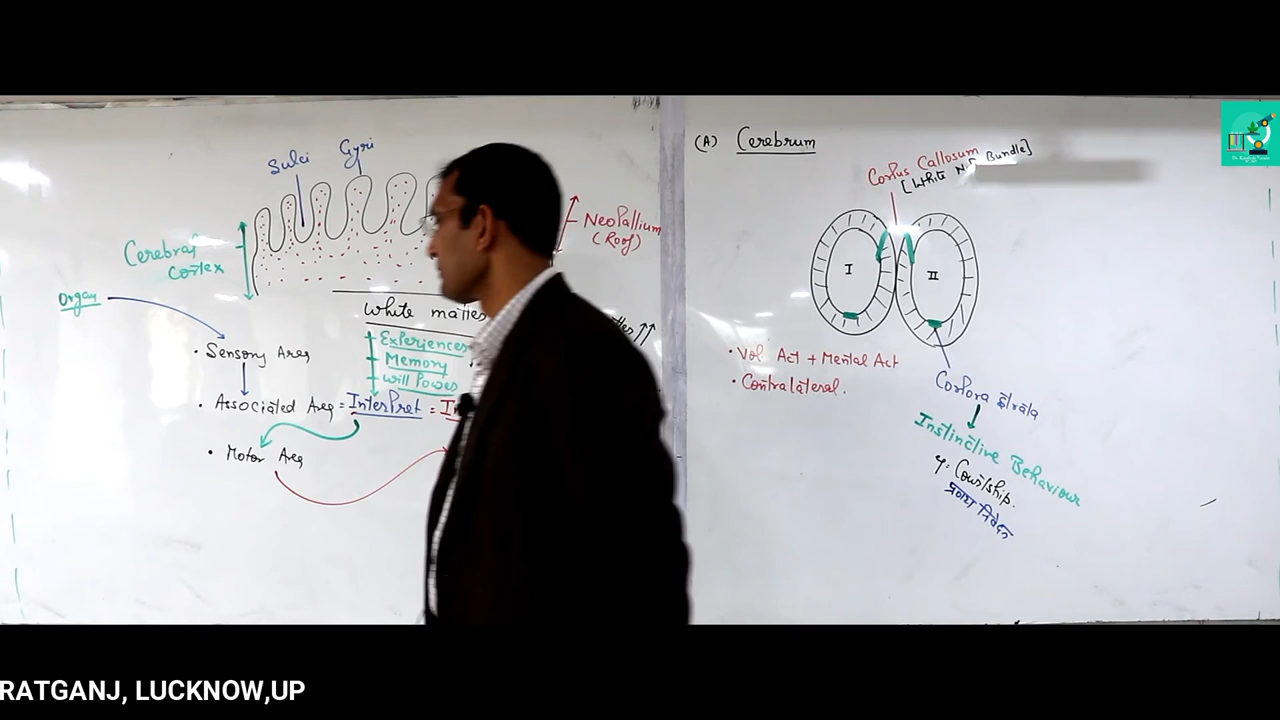 Sulci Gyri
Cerebral
Cortex
NeoPallium
(Roof)
Organ
White matter
Experiences
Memory
Will Power
• Sensory Area
• Associated Area = InterPret =
• Motor Area
(A) Cerebrum
Corpus Callosum
[White N.F Bundle]
I
II
• Vol. Act + Mental Act
• Contralateral.
Corpora striata
Instinctive Behaviour
Courtship.
प्रणय निवेदन
RATGANJ, LUCKNOW,UP